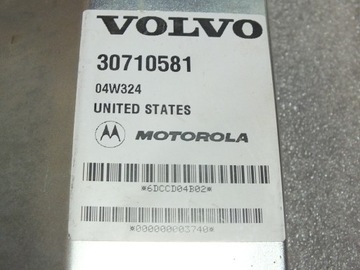 VOLVO
30710581
04W324
UNITED STATES
MOTOROLA
*6DCCD04B02*
*000000003740*